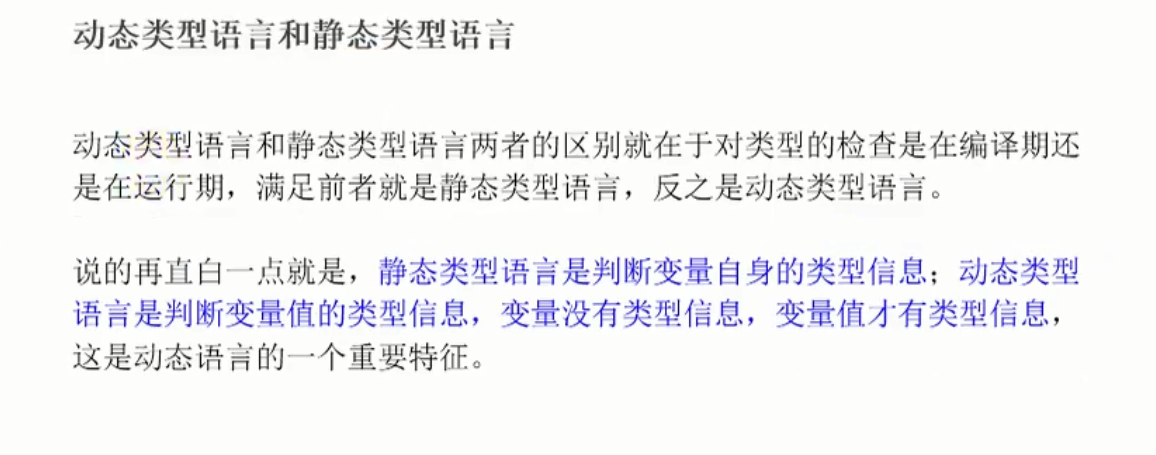 动态类型语言和静态类型语言
动态类型语言和静态类型语言两者的区别就在于对类型的检查是在编译期还
是在运行期，满足前者就是静态类型语言，反之是动态类型语言。
说的再直白一点就是，静态类型语言是判断变量自身的类型信息；动态类型
语言是判断变量值的类型信息，变量没有类型信息，变量值才有类型信息，
这是动态语言的一个重要特征。